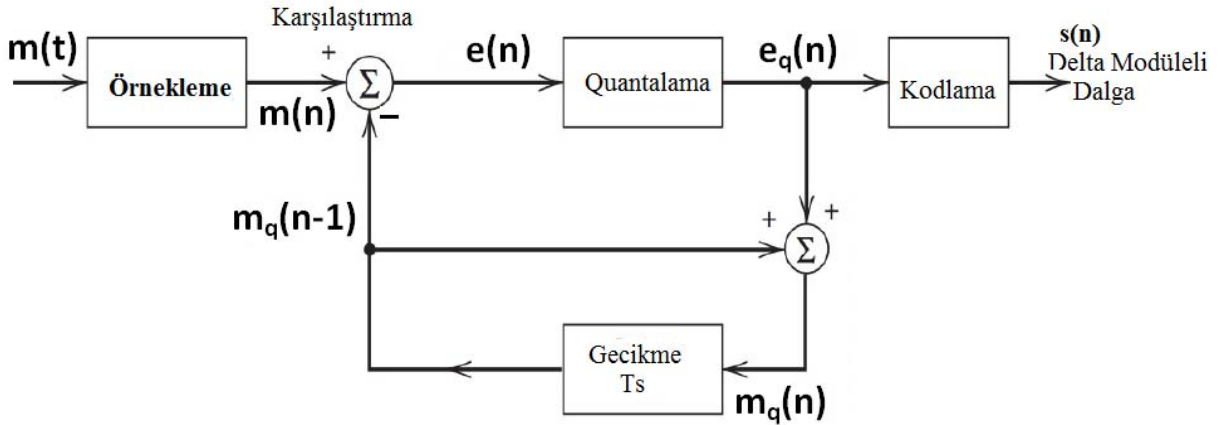 Karşılaştırma
m(t)
Örnekleme
+
m(n)
Σ
−
e(n)
Quantalama
e_q(n)
Kodlama
s(n)
Delta Modüleli
Dalga
m_q(n-1)
+
+
Σ
Gecikme
Ts
m_q(n)